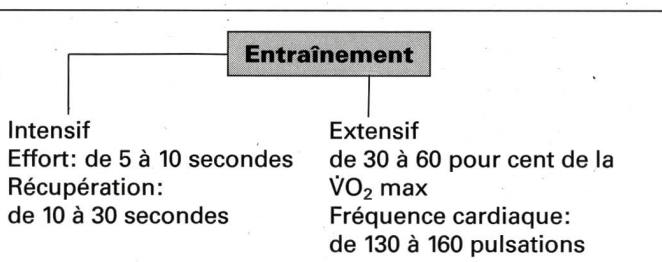 Entraînement
Intensif
Effort: de 5 à 10 secondes
Récupération:
de 10 à 30 secondes
Extensif
de 30 à 60 pour cent de la
V̇O₂ max
Fréquence cardiaque:
de 130 à 160 pulsations